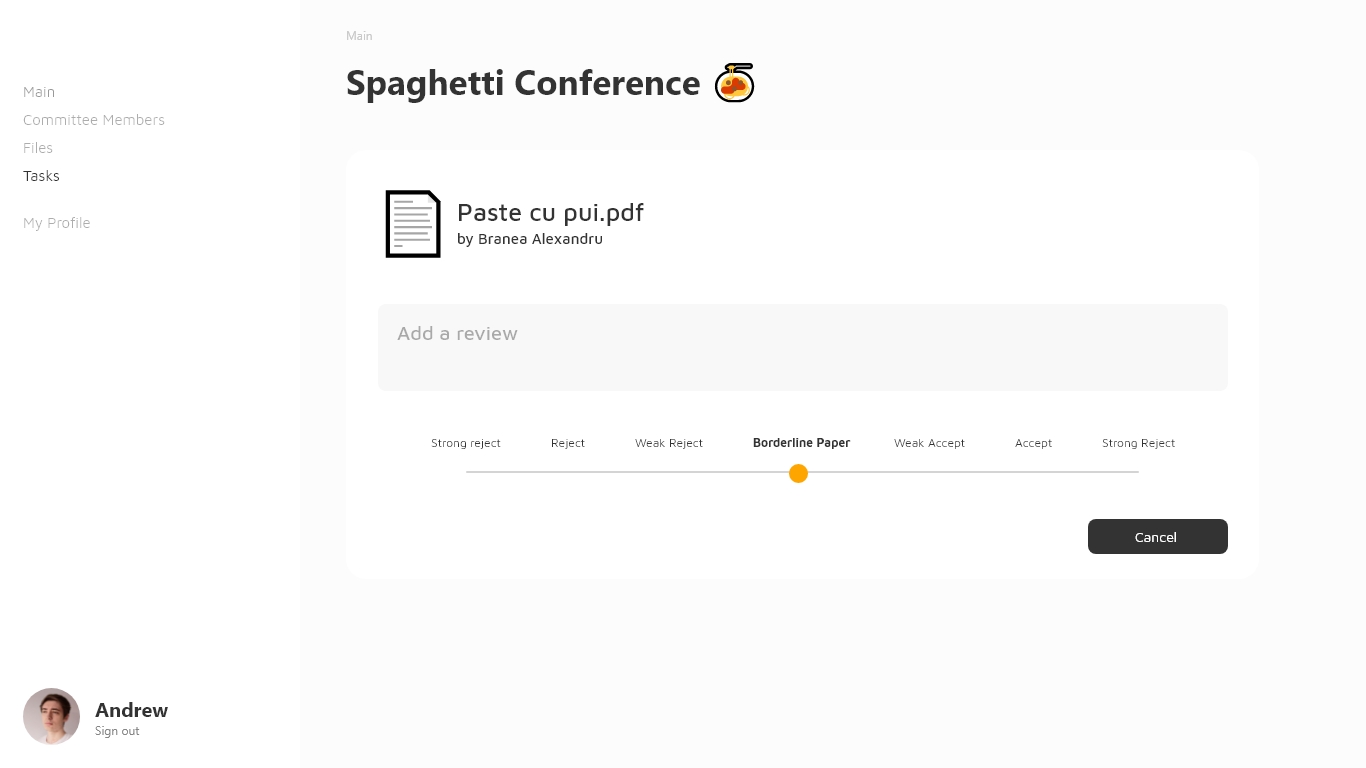 Main
Committee Members
Files
Tasks
My Profile
Andrew
Sign out
Main
Spaghetti Conference
Paste cu pui.pdf
by Branea Alexandru
Add a review
Strong reject Reject Weak Reject Borderline Paper Weak Accept Accept Strong Reject
Cancel